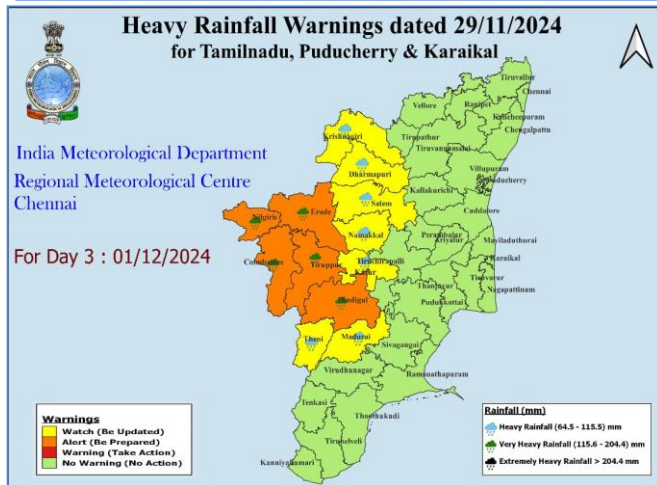 Heavy Rainfall Warnings dated 29/11/2024
for Tamilnadu, Puducherry & Karaikal
India Meteorological Department
Regional Meteorological Centre
Chennai
For Day 3 : 01/12/2024
Tiruvallur
Chennai
Ranipet
Vellore
Kancheepuram
Chengalpattu
Krishnagiri
Tirupathur
Tiruvannamalai
Dharmapuri
Villupuram
Puducherry
Kallakurichi
Salem
Cuddalore
Nilgiris
Erode
Namakkal
Perambalur
Ariyalur
Mayiladuthurai
Karaikal
Coimbatore
Tiruppur
Tiruchirapalli
Karur
Tiruvarur
Nagapattinam
Thanjavur
Pudukkottai
Dindigul
Theni
Madurai
Sivagangai
Virudhunagar
Ramanathapuram
Tenkasi
Thoothukudi
Tirunelveli
Kanniyakumari
Warnings
Watch (Be Updated)
Alert (Be Prepared)
Warning (Take Action)
No Warning (No Action)
Rainfall (mm)
Heavy Rainfall (64.5 - 115.5) mm
Very Heavy Rainfall (115.6 - 204.4) mm
Extremely Heavy Rainfall > 204.4 mm